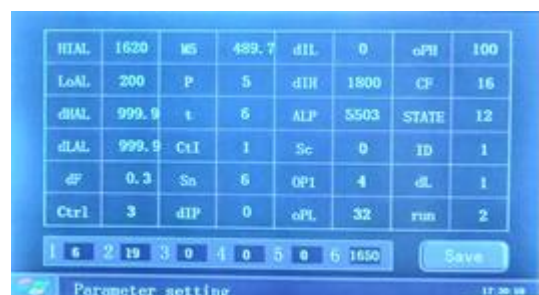 HIAL 1620 M5 489.7 dIL 0 oPH 100
LoAL 200 P 5 dIH 1800 CF 16
dHAL 999.9 t 6 ALP 5503 STATE 12
dLAL 999.9 CtI 1 Sc 0 ID 1
dF 0.3 Sn 6 OP1 4 dL 1
Ctrl 3 dIP 0 oPL 32 run 2
1 6 2 19 3 0 4 0 5 0 6 1650 Save
Parameter setting